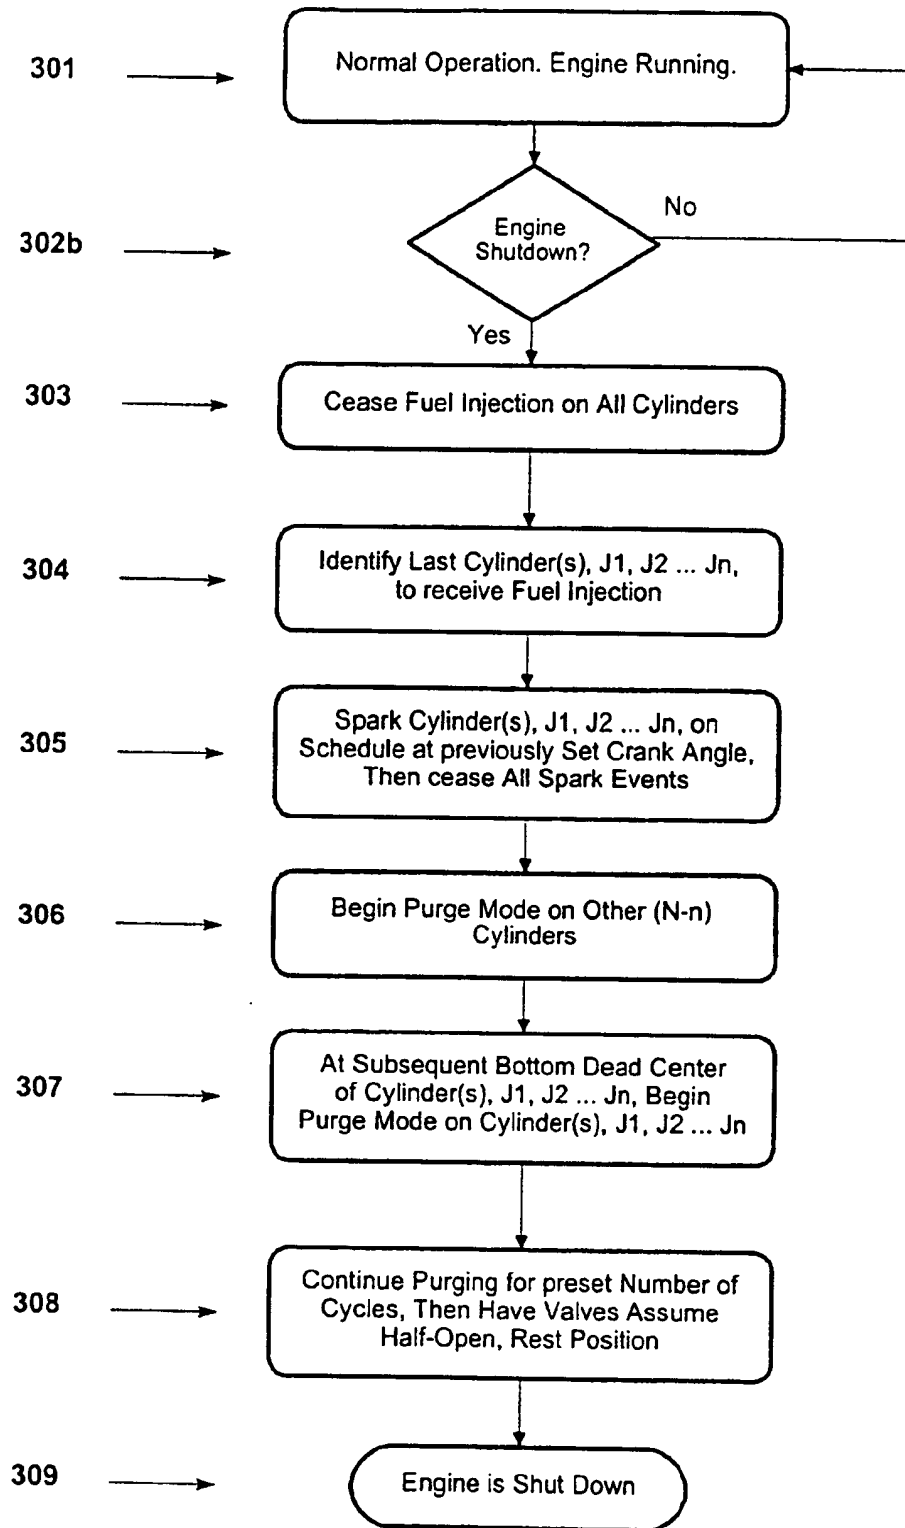 301
Normal Operation. Engine Running.
302b
Engine
Shutdown?
No
Yes
303
Cease Fuel Injection on All Cylinders
304
Identify Last Cylinder(s), J1, J2 ... Jn,
to receive Fuel Injection
305
Spark Cylinder(s), J1, J2 ... Jn, on
Schedule at previously Set Crank Angle,
Then cease All Spark Events
306
Begin Purge Mode on Other (N-n)
Cylinders
307
At Subsequent Bottom Dead Center
of Cylinder(s), J1, J2 ... Jn, Begin
Purge Mode on Cylinder(s), J1, J2 ... Jn
308
Continue Purging for preset Number of
Cycles, Then Have Valves Assume
Half-Open, Rest Position
309
Engine is Shut Down